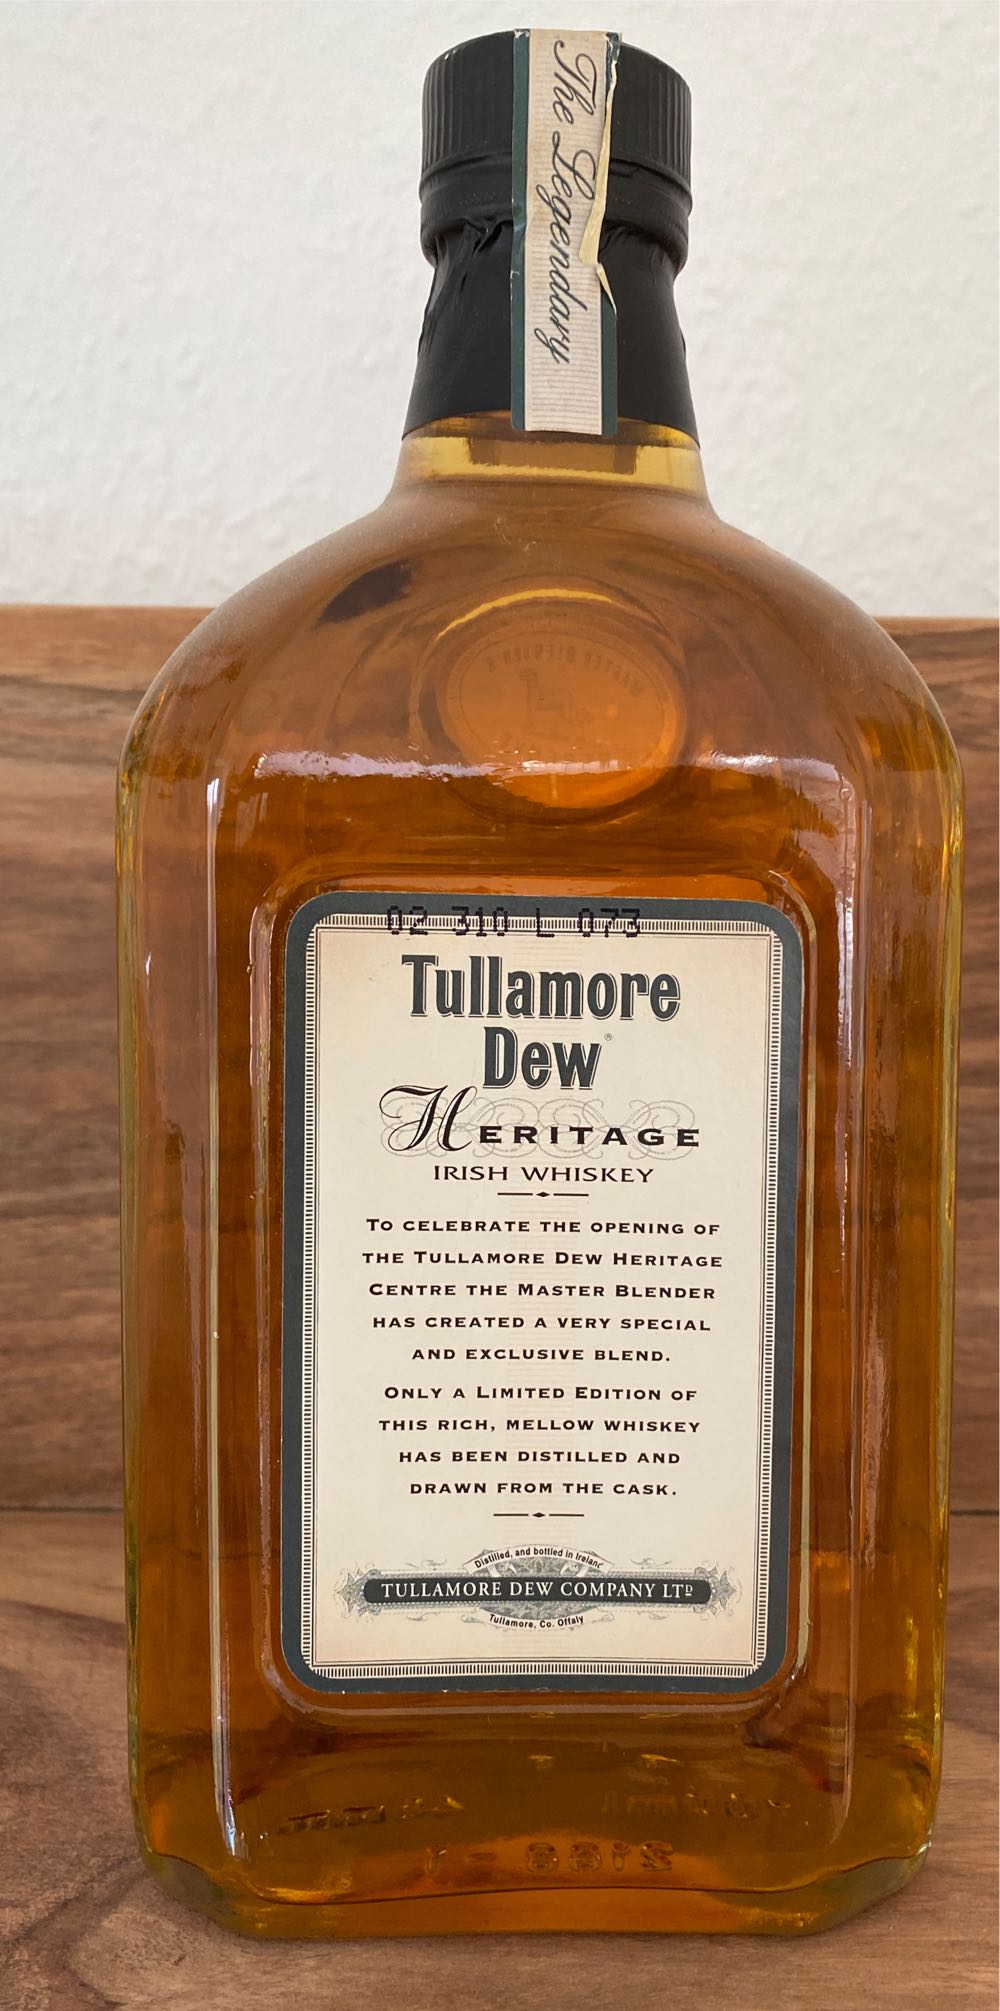 The Legendary
MASTER BLENDER'S
02 310 L 073
Tullamore
Dew®
HERITAGE
IRISH WHISKEY
TO CELEBRATE THE OPENING OF
THE TULLAMORE DEW HERITAGE
CENTRE THE MASTER BLENDER
HAS CREATED A VERY SPECIAL
AND EXCLUSIVE BLEND.
ONLY A LIMITED EDITION OF
THIS RICH, MELLOW WHISKEY
HAS BEEN DISTILLED AND
DRAWN FROM THE CASK.
Distilled, and bottled in Ireland
TULLAMORE DEW COMPANY LTD
Tullamore, Co. Offaly